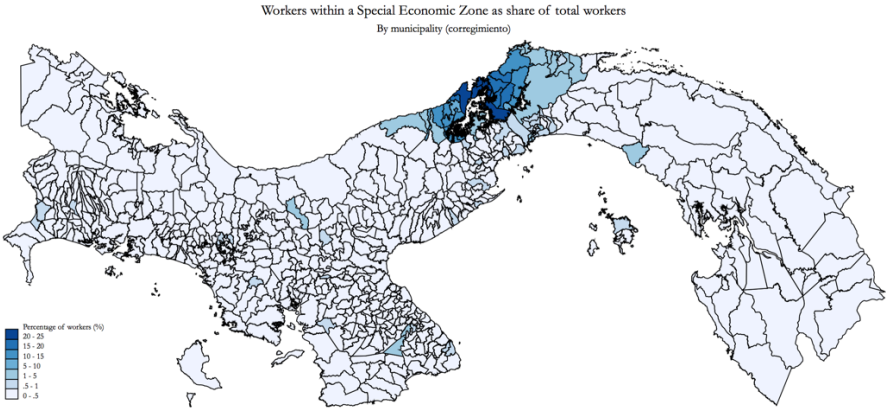 Workers within a Special Economic Zone as share of total workers
By municipality (corregimiento)
Percentage of workers (%)
20 - 25
15 - 20
10 - 15
5 - 10
1 - 5
.5 - 1
0 - .5